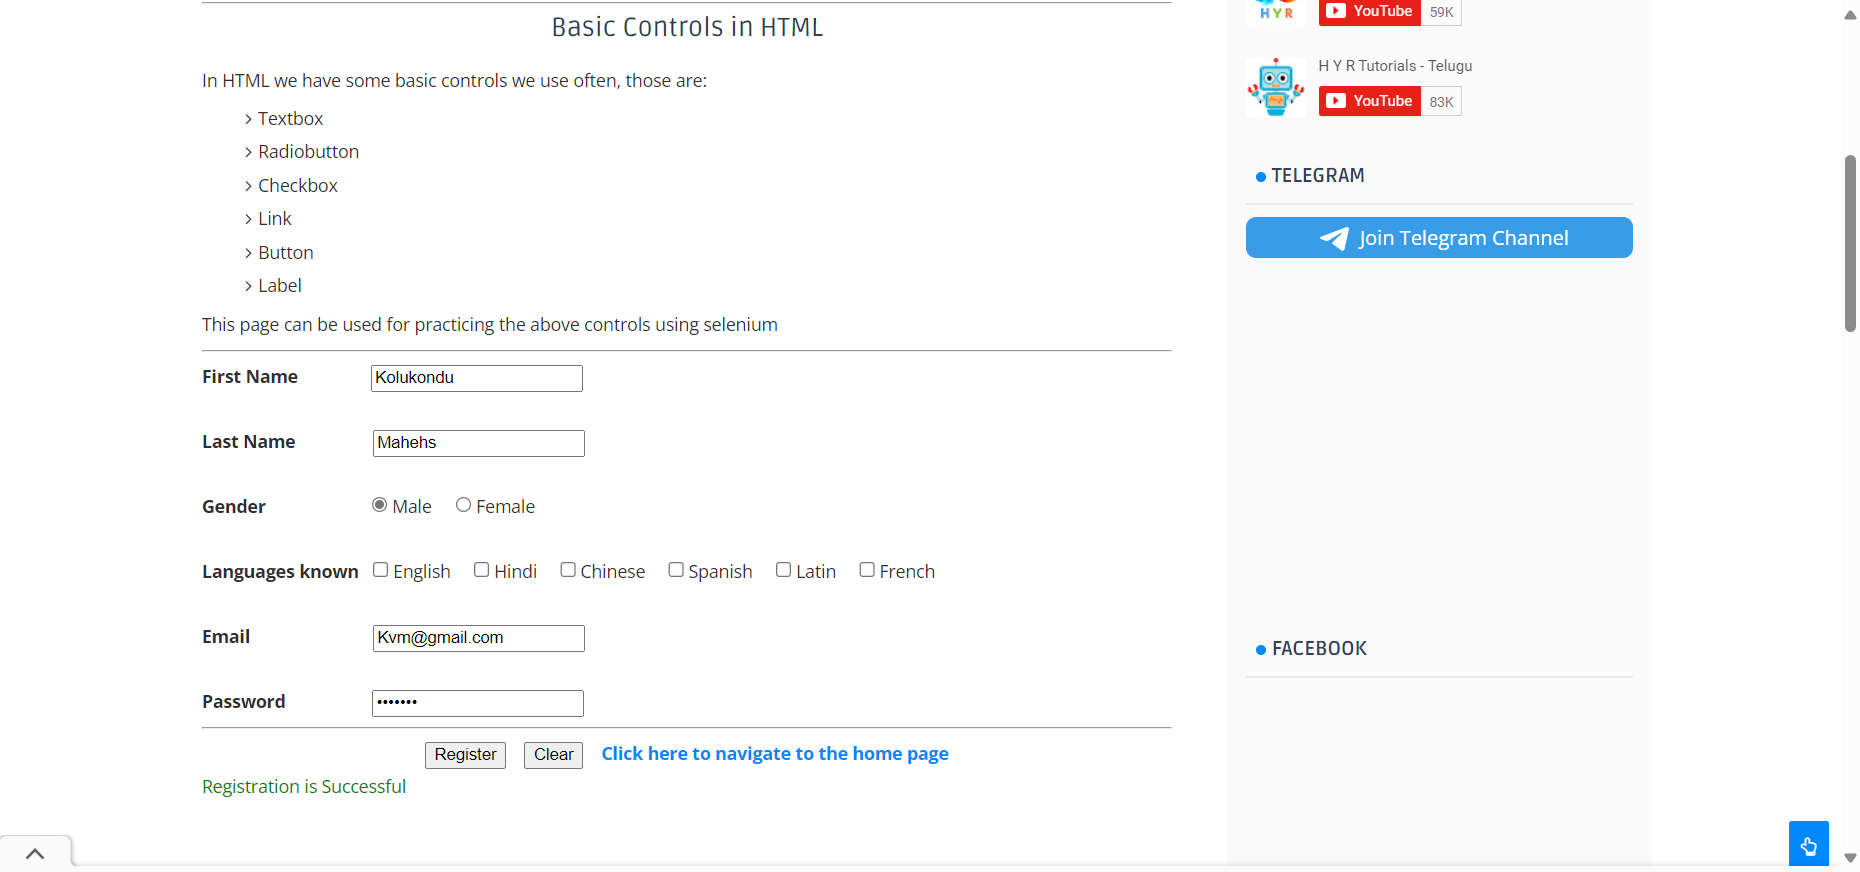 Basic Controls in HTML
In HTML we have some basic controls we use often, those are:
> Textbox
> Radiobutton
> Checkbox
> Link
> Button
> Label
This page can be used for practicing the above controls using selenium
First Name Kolukondu
Last Name Mahehs
Gender Male Female
Languages known English Hindi Chinese Spanish Latin French
Email Kvm@gmail.com
Password •••••••
Register Clear Click here to navigate to the home page
Registration is Successful
HYR
YouTube 59K
H Y R Tutorials - Telugu
YouTube 83K
TELEGRAM
Join Telegram Channel
FACEBOOK